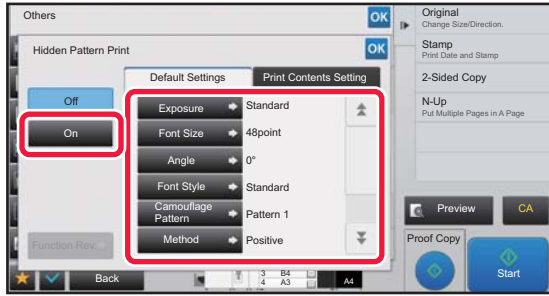 Others
OK
Original
Change Size/Direction.
Hidden Pattern Print
OK
Stamp
Print Date and Stamp
Default Settings
Print Contents Setting
2-Sided Copy
Off
On
Exposure
Standard
N-Up
Put Multiple Pages in A Page
Font Size
48point
Angle
0°
Font Style
Standard
Camouflage
Pattern
Pattern 1
Preview
CA
Function Rev.
Method
Positive
Proof Copy
Start
Back
3 B4
4 A3
A4